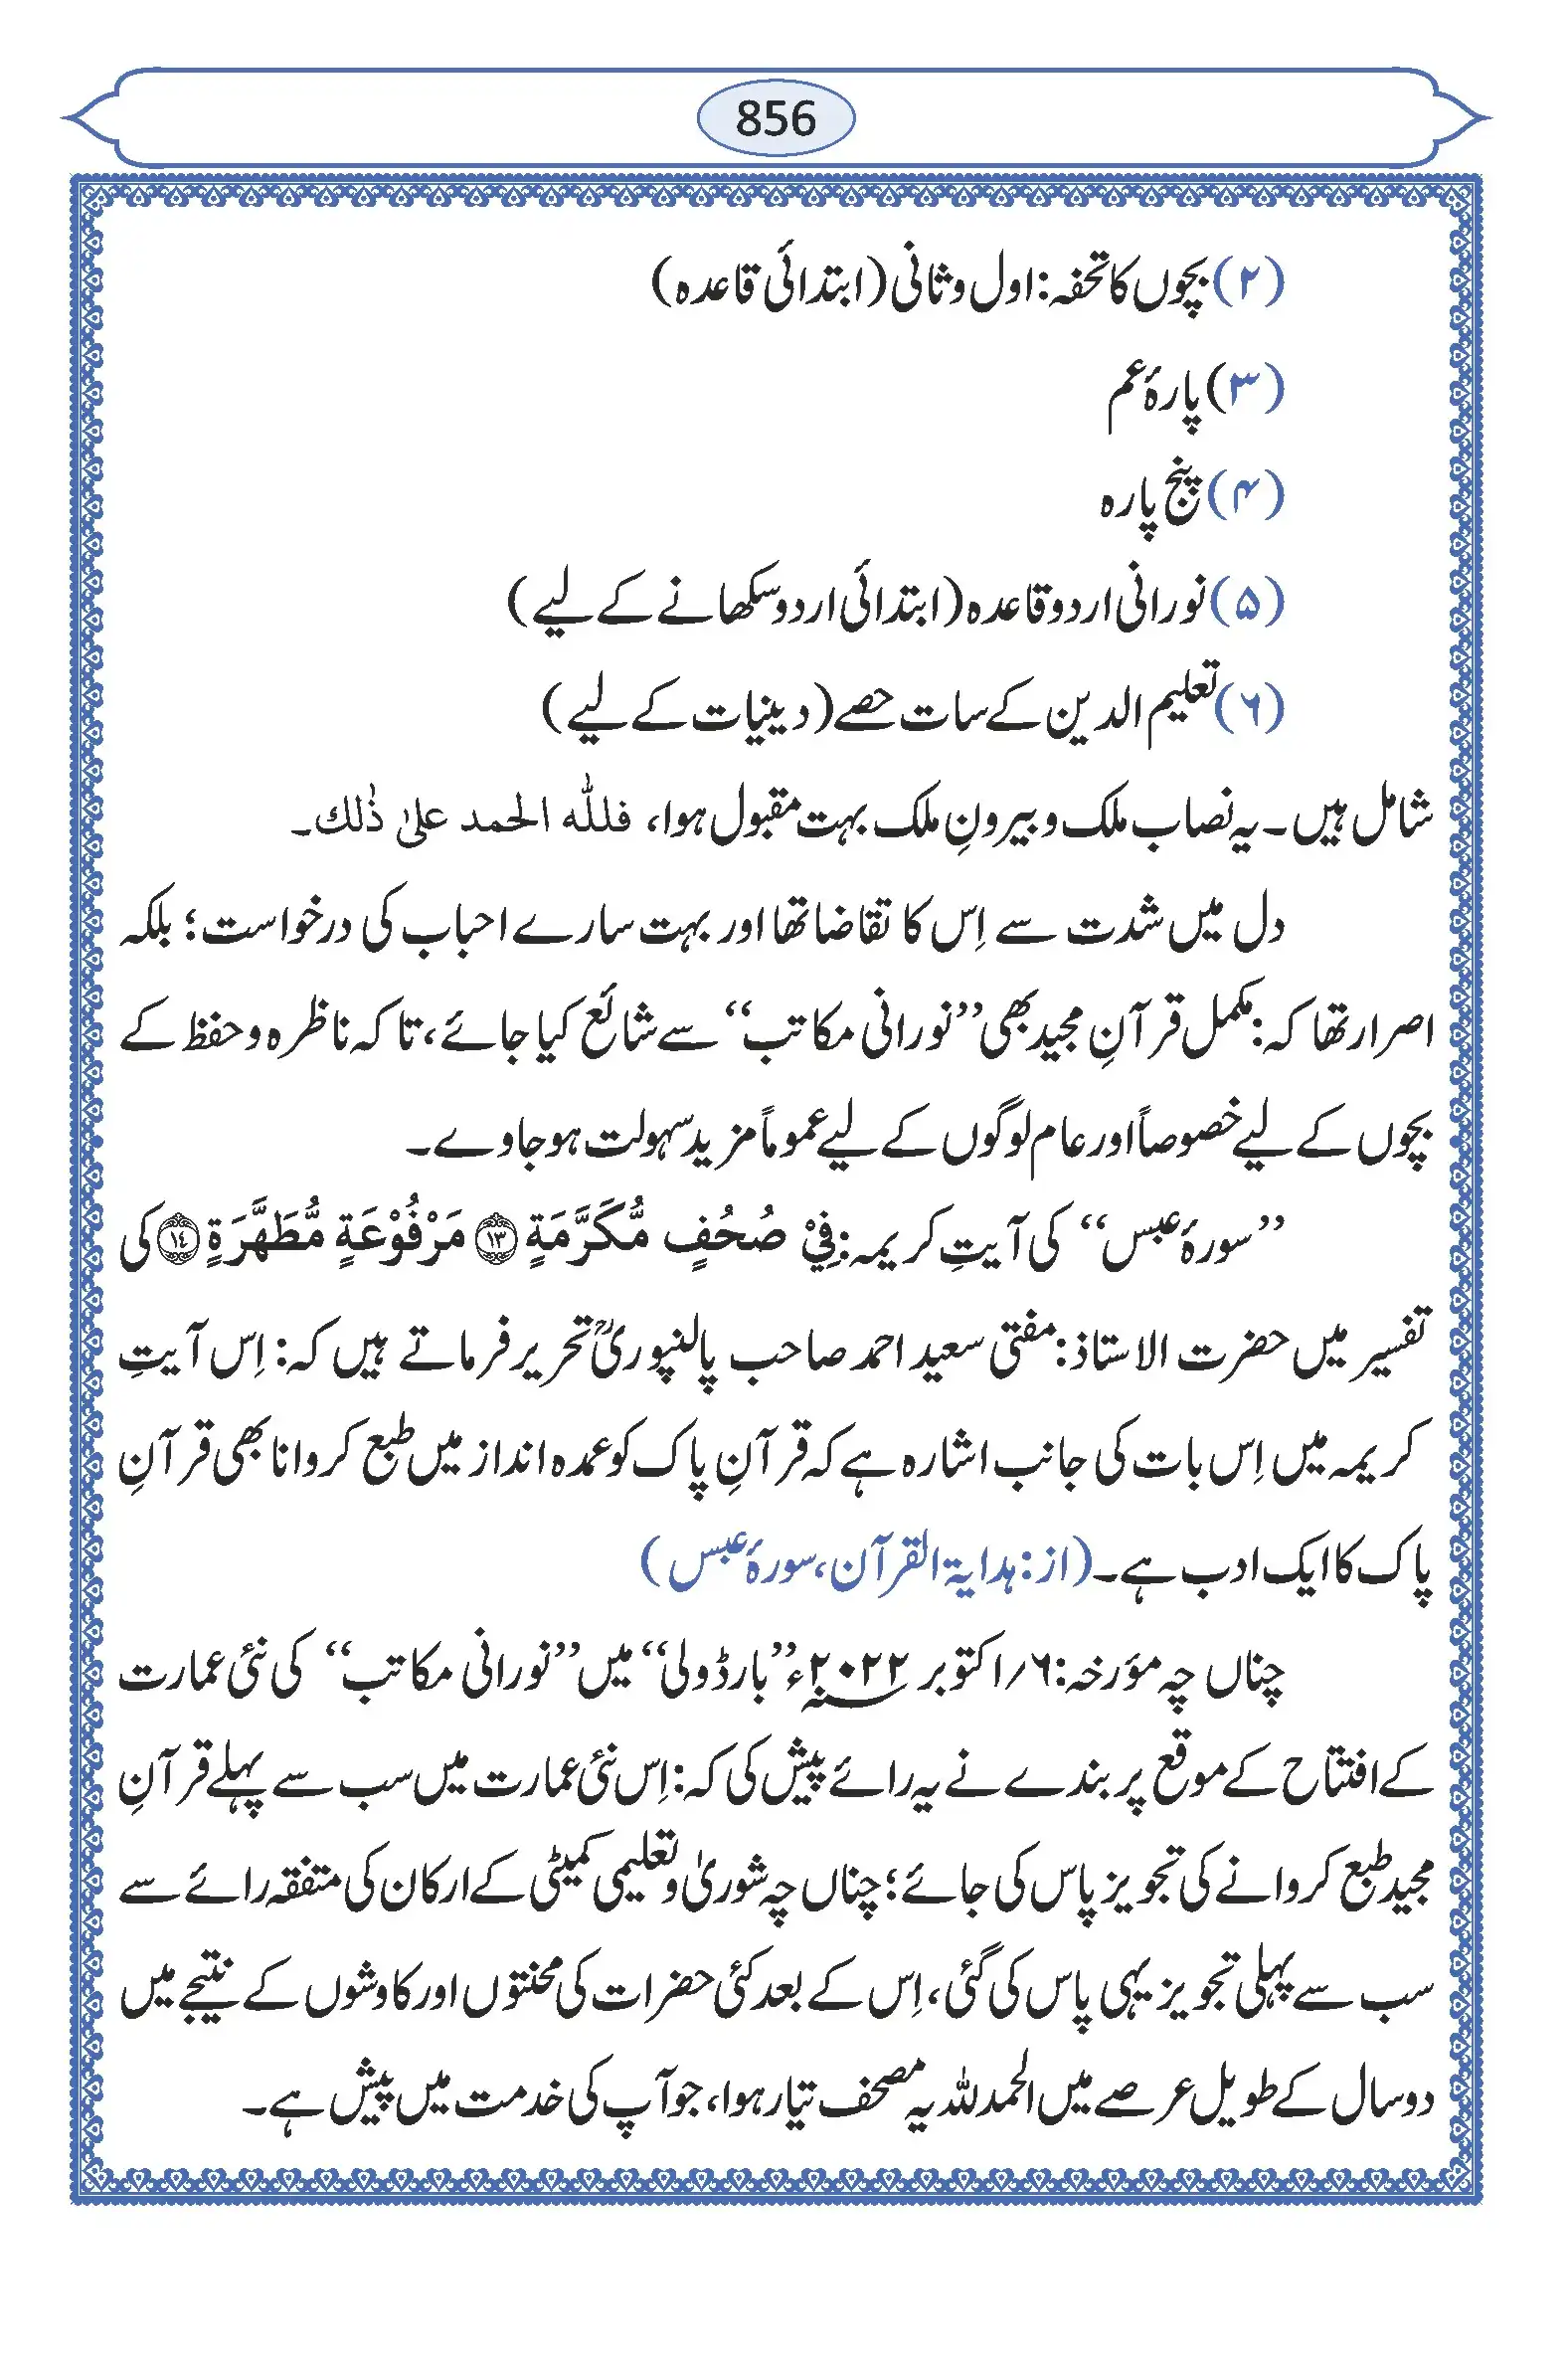 856
(۲) بچوں کا تحفہ: اول و ثانی (ابتدائی قاعدہ)
(۳) پارۂ عم
(۴) پنج پارہ
(۵) نورانی اردو قاعدہ (ابتدائی اردو سکھانے کے لیے)
(۶) تعلیم الدین کے سات حصے (دینیات کے لیے)
شامل ہیں۔ یہ نصاب ملک و بیرونِ ملک بہت مقبول ہوا، فللّٰہ الحمد علیٰ ذٰلك۔
دل میں شدت سے اِس کا تقاضا تھا اور بہت سارے احباب کی درخواست؛ بلکہ
اصرار تھا کہ: مکمل قرآنِ مجید بھی ’’نورانی مکاتب‘‘ سے شائع کیا جائے، تاکہ ناظرہ و حفظ کے
بچوں کے لیے خصوصاً اور عام لوگوں کے لیے عموماً مزید سہولت ہو جاوے۔
’’سورۂ عبس‘‘ کی آیتِ کریمہ: فِيْ صُحُفٍ مُّكَرَّمَةٍ ۝١٣ مَرْفُوْعَةٍ مُّطَهَّرَةٍ ۝١٤ کی
تفسیر میں حضرت الاستاذ: مفتی سعید احمد صاحب پالنپوریؒ تحریر فرماتے ہیں کہ: اِس آیتِ
کریمہ میں اِس بات کی جانب اشارہ ہے کہ قرآنِ پاک کو عمدہ انداز میں طبع کروانا بھی قرآنِ
پاک کا ایک ادب ہے۔ (از: ہدایۃ القرآن، سورۂ عبس)
چناں چہ مؤرخہ: ۶؍اکتوبر ۲۰۲۲؁ء ’’بارڈولی‘‘ میں ’’نورانی مکاتب‘‘ کی نئی عمارت
کے افتتاح کے موقع پر بندے نے یہ رائے پیش کی کہ: اِس نئی عمارت میں سب سے پہلے قرآنِ
مجید طبع کروانے کی تجویز پاس کی جائے؛ چناں چہ شوریٰ و تعلیمی کمیٹی کے ارکان کی متفقہ رائے سے
سب سے پہلی تجویز یہی پاس کی گئی، اِس کے بعد کئی حضرات کی محنتوں اور کاوشوں کے نتیجے میں
دو سال کے طویل عرصے میں الحمدللہ یہ مصحف تیار ہوا، جو آپ کی خدمت میں پیش ہے۔